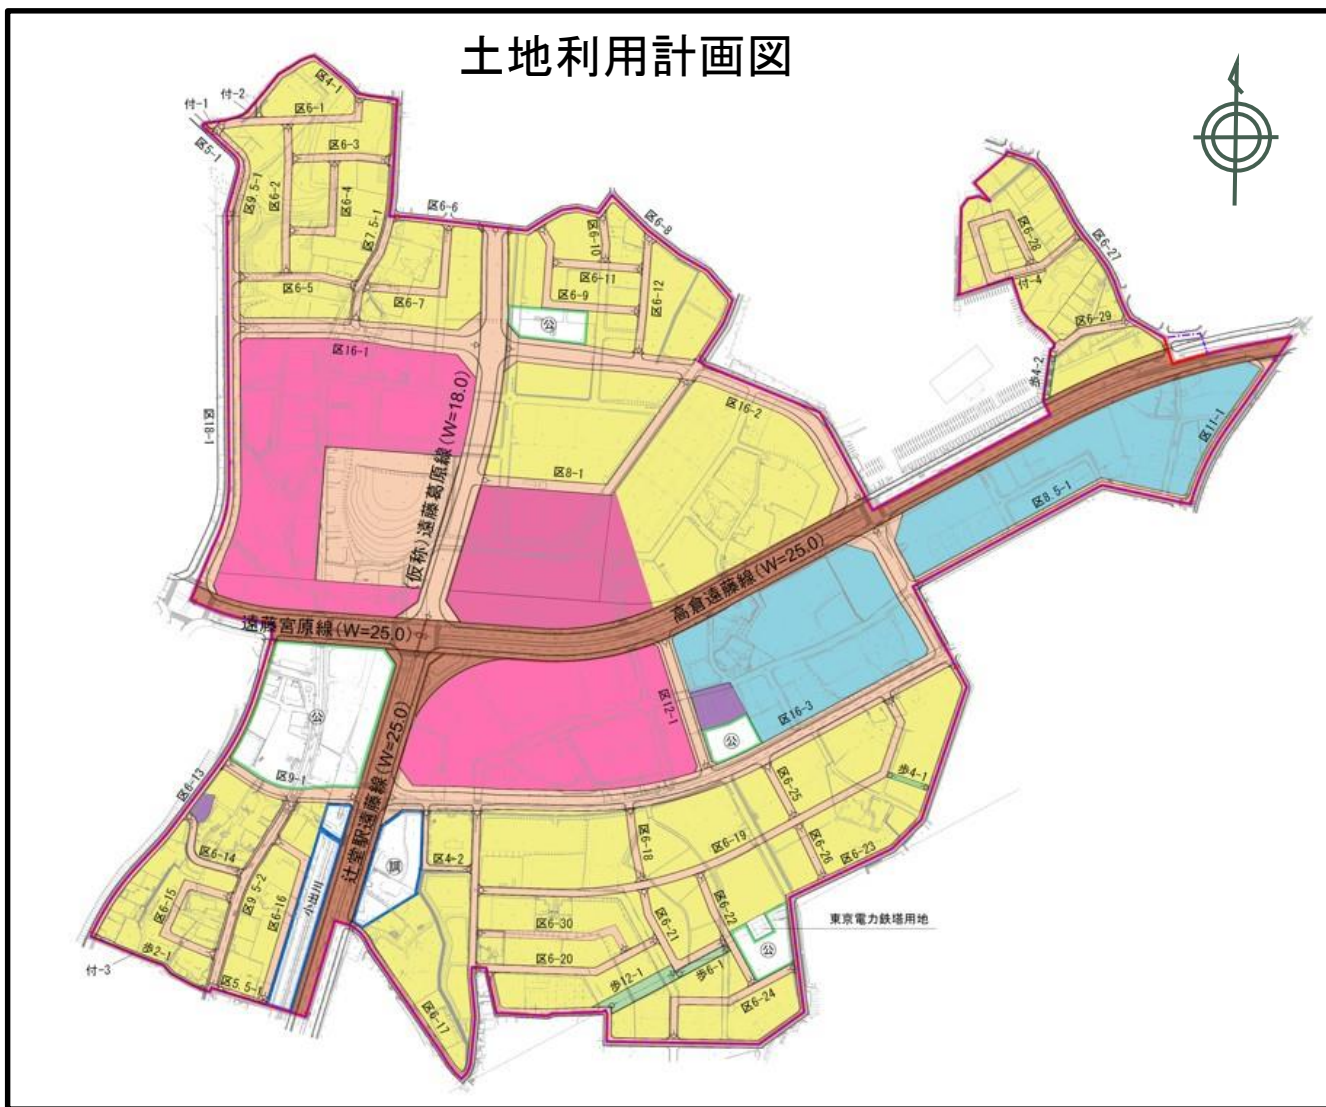 土地利用計画図
区4-1
付-2
付-1
区6-1
区5-1
区6-3
区9.5-1
区6-2
区6-4
区7.5-1
区6-6
区6-5
区6-7
区6-10
区6-8
区6-11
区6-9
区6-12
公
区6-28
区6-27
付-4
区6-29
歩4-2
区16-1
区16-2
区18-1
(仮称)遠藤葛原線(W=18.0)
区8-1
区11-1
区8.5-1
高倉遠藤線(W=25.0)
遠藤宮原線(W=25.0)
公
区12-1
区16-3
公
辻堂駅遠藤線(W=25.0)
区9-1
区6-13
歩4-1
区6-25
区6-19
区6-18
区6-26
区6-23
区6-14
区4-2
調
区6-15
区9.5-2
区6-16
小出川
区6-30
区6-21
区6-22
東京電力鉄塔用地
公
区6-20
歩2-1
付-3
区5.5-1
歩12-1
歩6-1
区6-24
区6-17